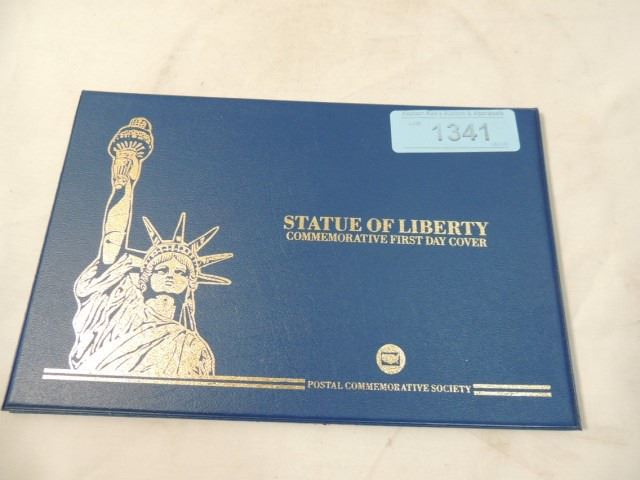 1341
STATUE OF LIBERTY
COMMEMORATIVE FIRST DAY COVER
POSTAL COMMEMORATIVE SOCIETY